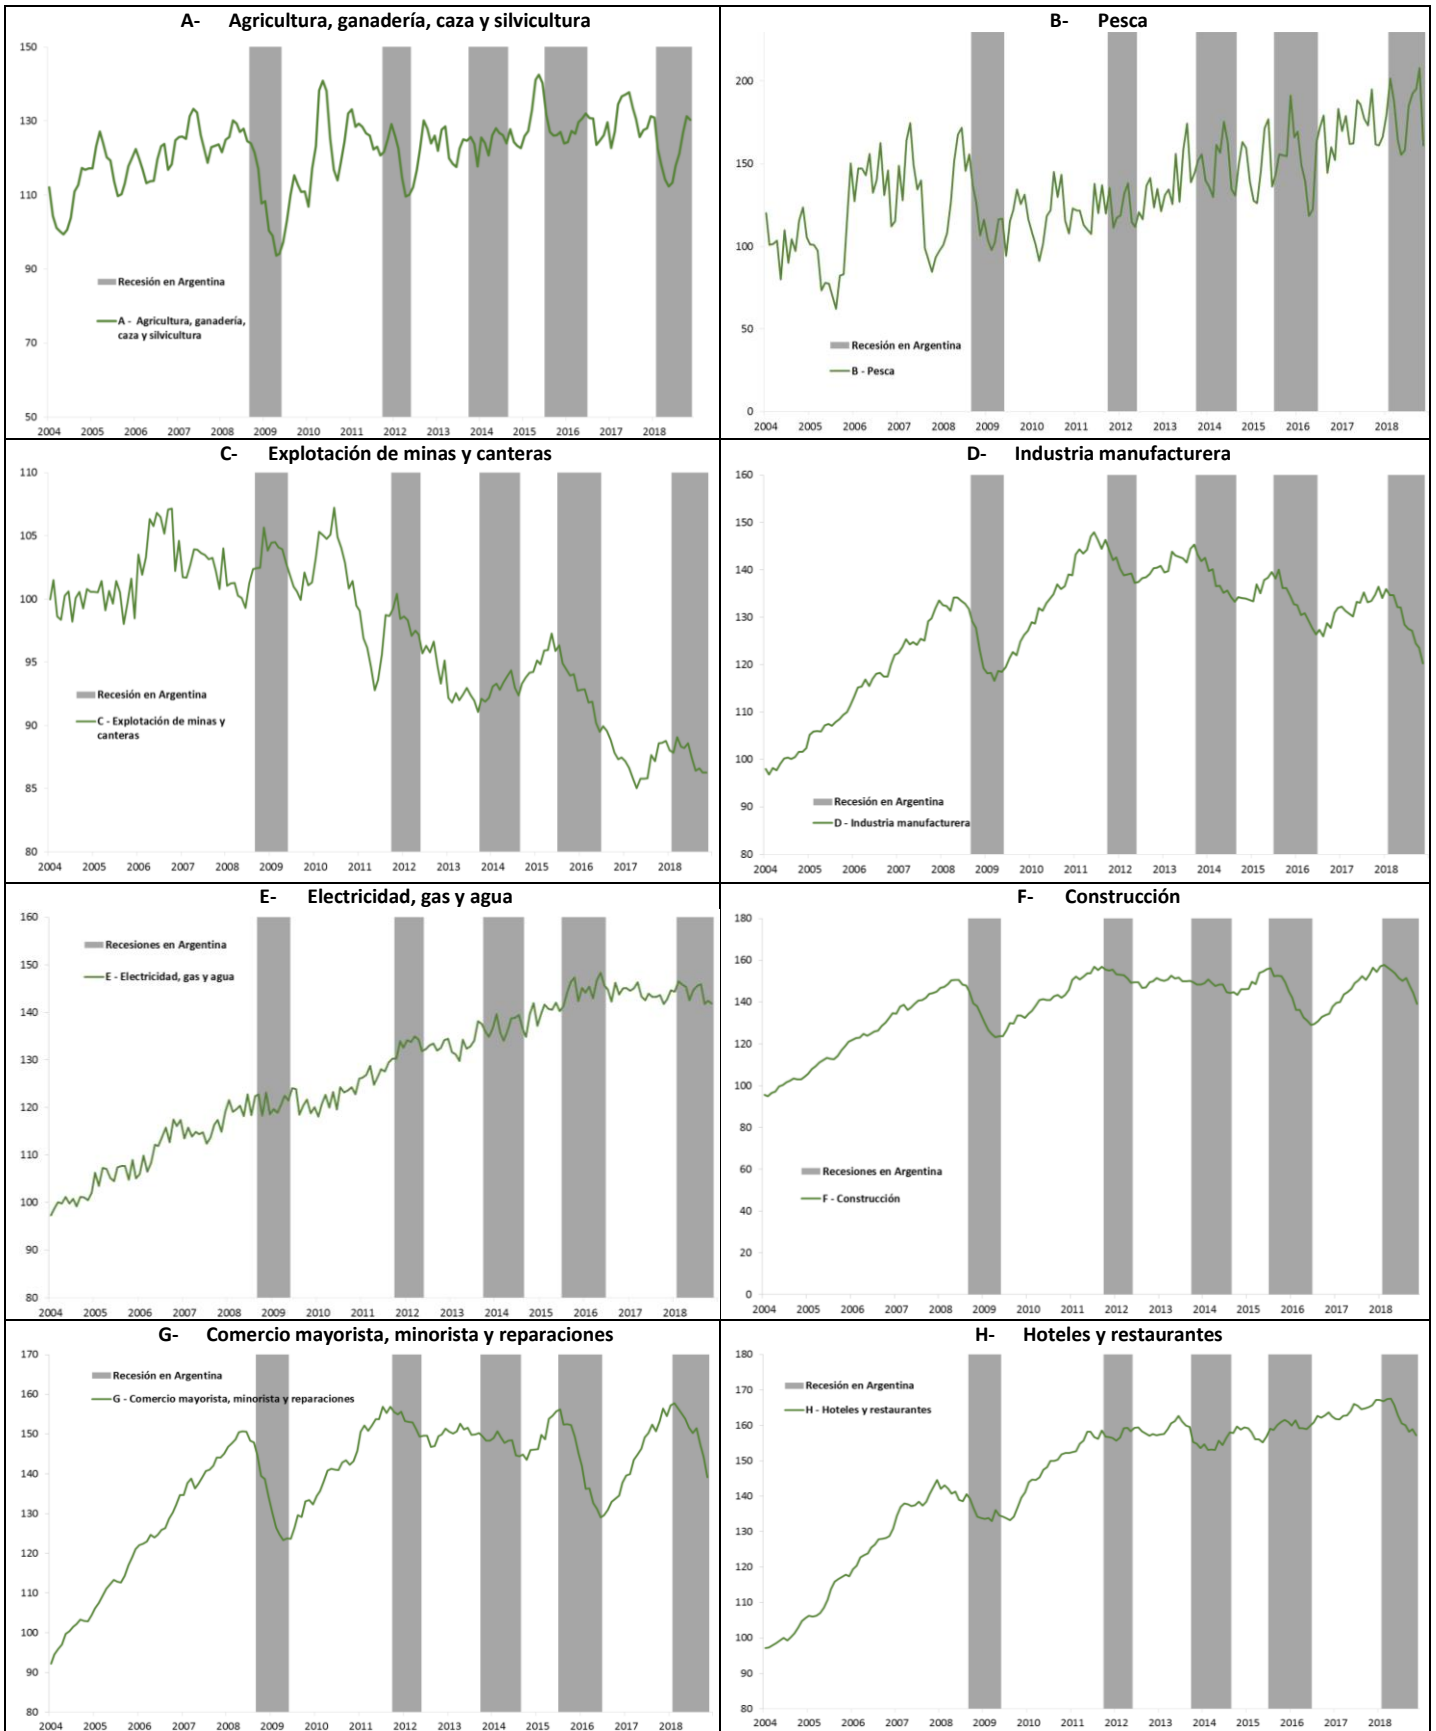 A- Agricultura, ganadería, caza y silvicultura
150
130
110
90
70
50
Recesión en Argentina
A - Agricultura, ganadería,
caza y silvicultura
2004 2005 2006 2007 2008 2009 2010 2011 2012 2013 2014 2015 2016 2017 2018
B- Pesca
200
150
100
50
0
Recesión en Argentina
B - Pesca
2004 2005 2006 2007 2008 2009 2010 2011 2012 2013 2014 2015 2016 2017 2018
C- Explotación de minas y canteras
110
105
100
95
90
85
80
Recesión en Argentina
C - Explotación de minas y
canteras
2004 2005 2006 2007 2008 2009 2010 2011 2012 2013 2014 2015 2016 2017 2018
D- Industria manufacturera
160
150
140
130
120
110
100
90
80
Recesión en Argentina
D - Industria manufacturera
2004 2005 2006 2007 2008 2009 2010 2011 2012 2013 2014 2015 2016 2017 2018
E- Electricidad, gas y agua
160
150
140
130
120
110
100
90
80
Recesiones en Argentina
E - Electricidad, gas y agua
2004 2005 2006 2007 2008 2009 2010 2011 2012 2013 2014 2015 2016 2017 2018
F- Construcción
180
160
140
120
100
80
60
40
20
0
Recesiones en Argentina
F - Construcción
2004 2005 2006 2007 2008 2009 2010 2011 2012 2013 2014 2015 2016 2017 2018
G- Comercio mayorista, minorista y reparaciones
170
160
150
140
130
120
110
100
90
80
Recesión en Argentina
G - Comercio mayorista, minorista y reparaciones
2004 2005 2006 2007 2008 2009 2010 2011 2012 2013 2014 2015 2016 2017 2018
H- Hoteles y restaurantes
180
170
160
150
140
130
120
110
100
90
80
Recesión en Argentina
H - Hoteles y restaurantes
2004 2005 2006 2007 2008 2009 2010 2011 2012 2013 2014 2015 2016 2017 2018